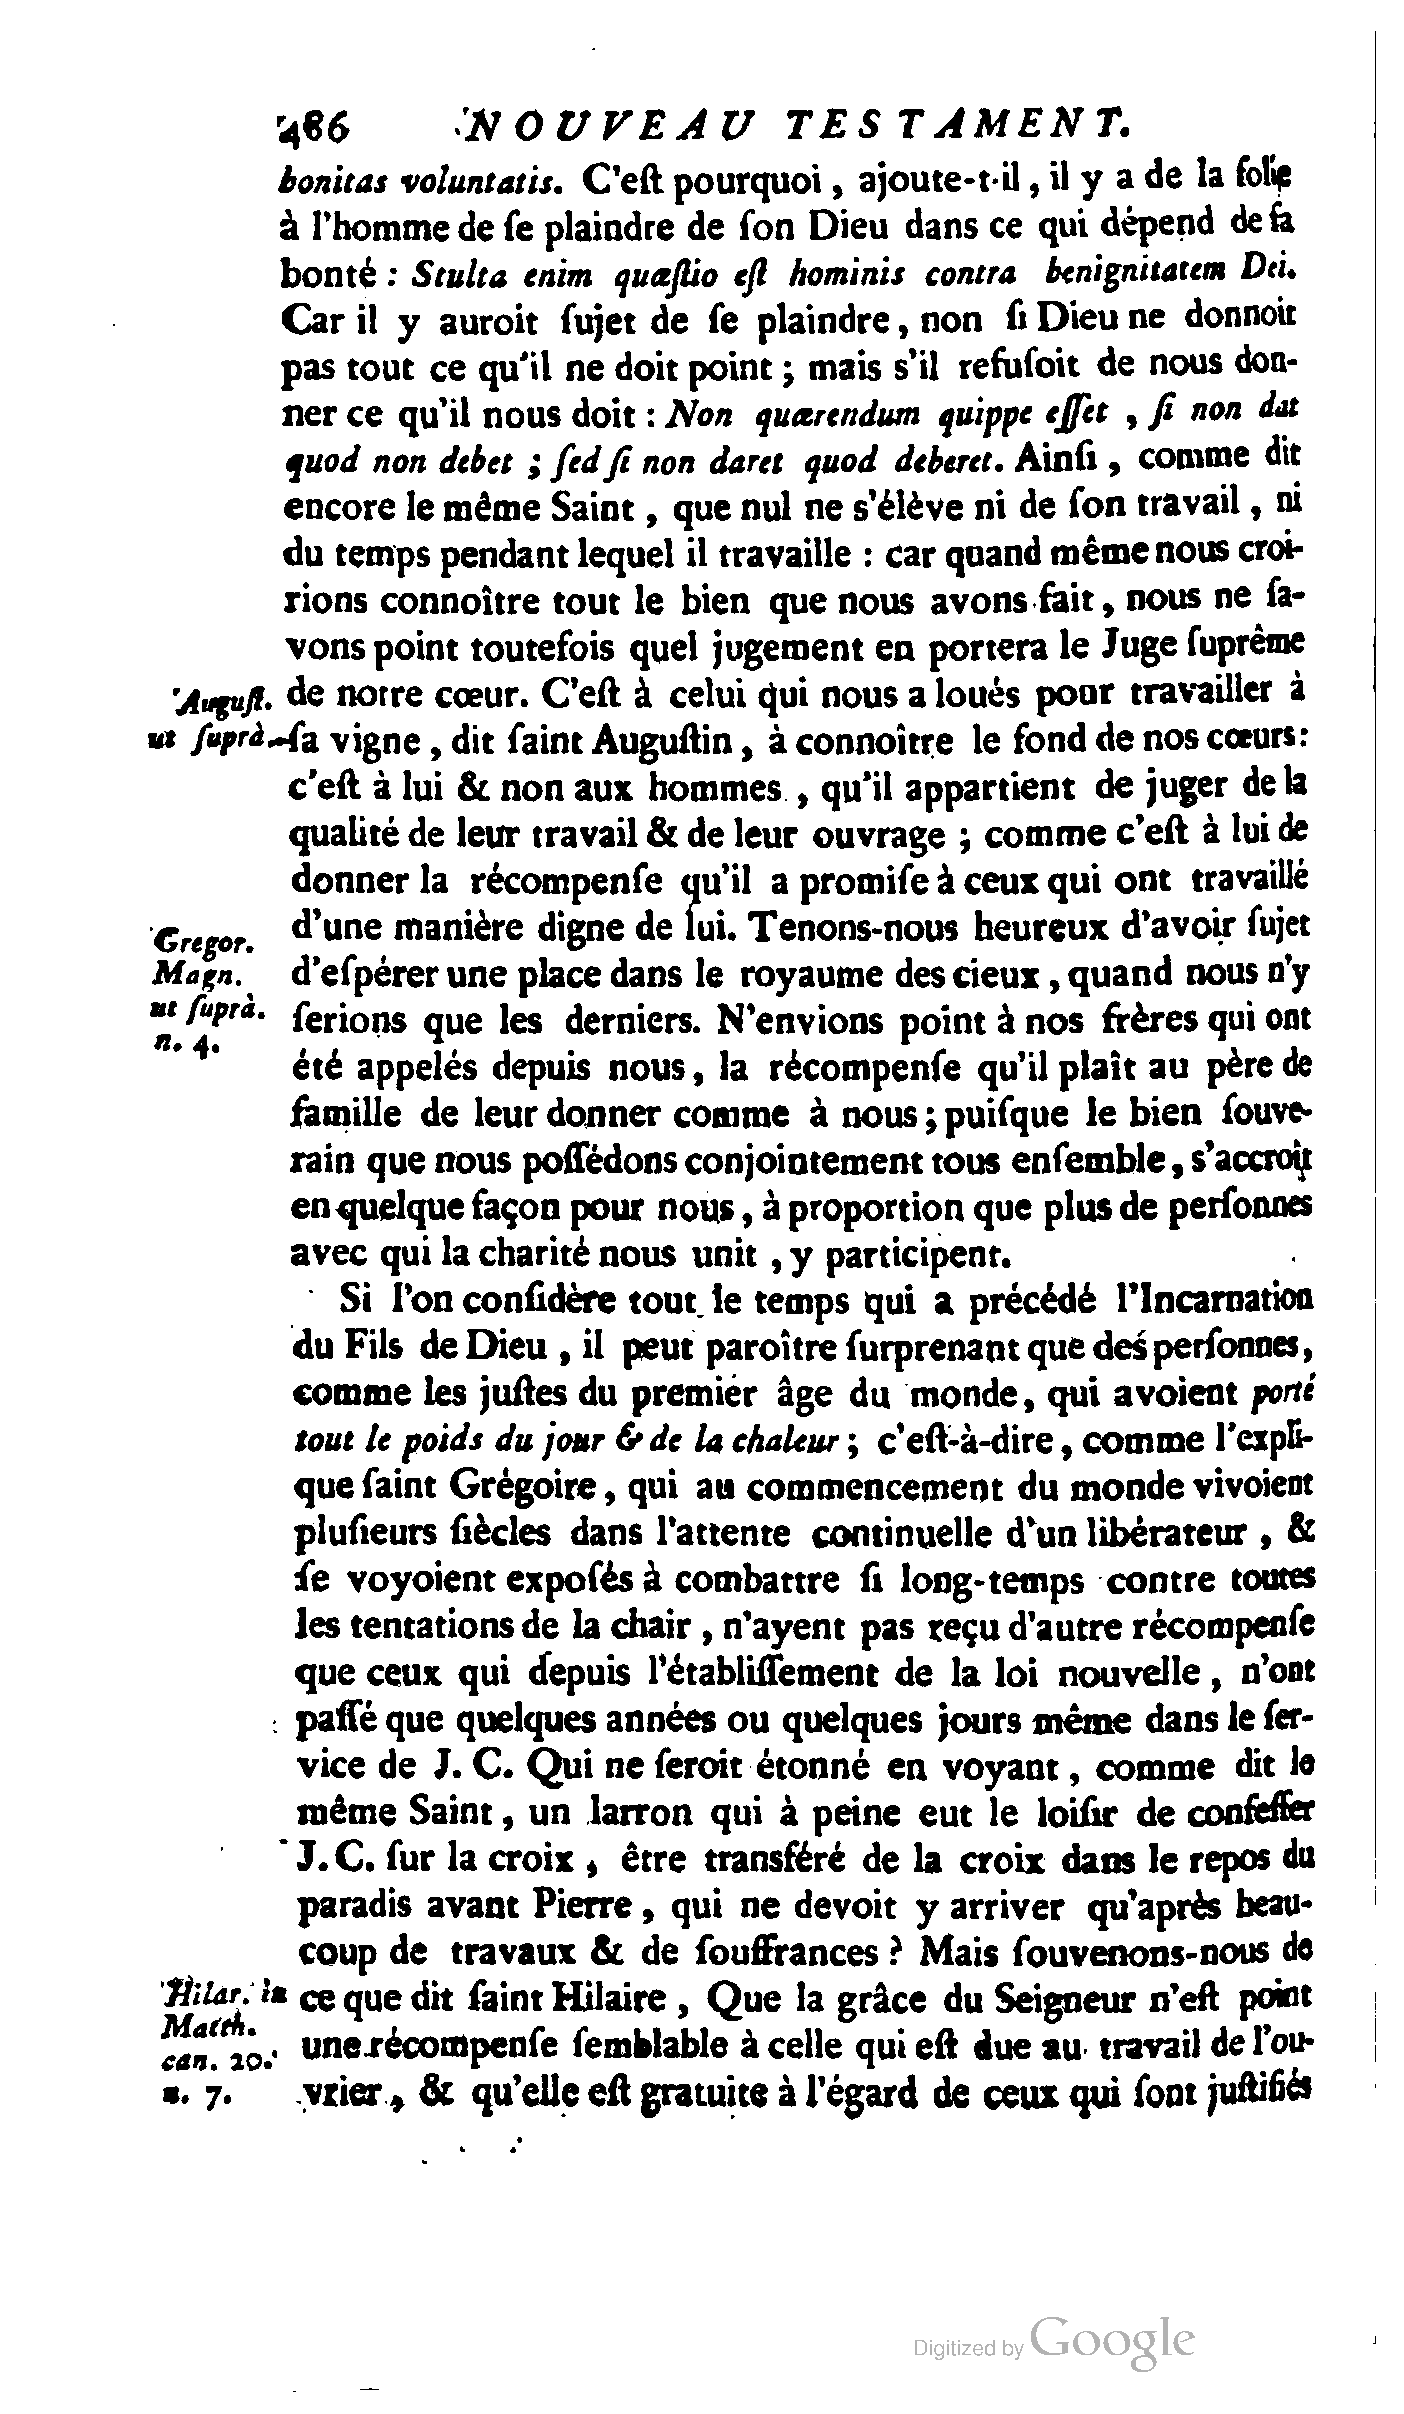 486 NOUVEAU TESTAMENT.
bonitas voluntatis. C'eſt pourquoi, ajoute-t-il, il y a de la folie
à l'homme de ſe plaindre de ſon Dieu dans ce qui dépend de ſa
bonté : Stulta enim quæſtio eſt hominis contra benignitatem Dei.
Car il y auroit ſujet de ſe plaindre, non ſi Dieu ne donnoit
pas tout ce qu'il ne doit point ; mais s'il refuſoit de nous don-
ner ce qu'il nous doit : Non quærendum quippe eſſet, ſi non dat
quod non debet ; ſed ſi non daret quod deberet. Ainſi, comme dit
encore le même Saint, que nul ne s'élève ni de ſon travail, ni
du temps pendant lequel il travaille : car quand même nous croi-
rions connoître tout le bien que nous avons fait, nous ne ſa-
vons point toutefois quel jugement en portera le Juge ſuprême
Auguſt. de notre cœur. C'eſt à celui qui nous a loués pour travailler à
ut ſuprà. ſa vigne, dit ſaint Auguſtin, à connoître le fond de nos cœurs :
c'eſt à lui & non aux hommes, qu'il appartient de juger de la
qualité de leur travail & de leur ouvrage ; comme c'eſt à lui de
donner la récompenſe qu'il a promiſe à ceux qui ont travaillé
Gregor. d'une manière digne de lui. Tenons-nous heureux d'avoir ſujet
Magn. d'eſpérer une place dans le royaume des cieux, quand nous n'y
ut ſuprà. ſerions que les derniers. N'envions point à nos frères qui ont
n. 4. été appelés depuis nous, la récompenſe qu'il plaît au père de
famille de leur donner comme à nous ; puiſque le bien ſouve-
rain que nous poſſédons conjointement tous enſemble, s'accroît
en quelque façon pour nous, à proportion que plus de perſonnes
avec qui la charité nous unit, y participent.
Si l'on conſidère tout le temps qui a précédé l'Incarnation
du Fils de Dieu, il peut paroître ſurprenant que des perſonnes,
comme les juſtes du premier âge du monde, qui avoient porté
tout le poids du jour & de la chaleur ; c'eſt-à-dire, comme l'expli-
que ſaint Grégoire, qui au commencement du monde vivoient
pluſieurs ſiècles dans l'attente continuelle d'un libérateur, &
ſe voyoient expoſés à combattre ſi long-temps contre toutes
les tentations de la chair, n'ayent pas reçu d'autre récompenſe
que ceux qui depuis l'établiſſement de la loi nouvelle, n'ont
paſſé que quelques années ou quelques jours même dans le ſer-
vice de J. C. Qui ne ſeroit étonné en voyant, comme dit le
même Saint, un larron qui à peine eut le loiſir de confeſſer
J. C. ſur la croix, être transféré de la croix dans le repos du
paradis avant Pierre, qui ne devoit y arriver qu'après beau-
coup de travaux & de ſouffrances ? Mais ſouvenons-nous de
Hilar. in ce que dit ſaint Hilaire, Que la grâce du Seigneur n'eſt point
Matth.
can. 20. une récompenſe ſemblable à celle qui eſt due au travail de l'ou-
n. 7. vrier, & qu'elle eſt gratuite à l'égard de ceux qui ſont juſtifiés
Digitized by Google